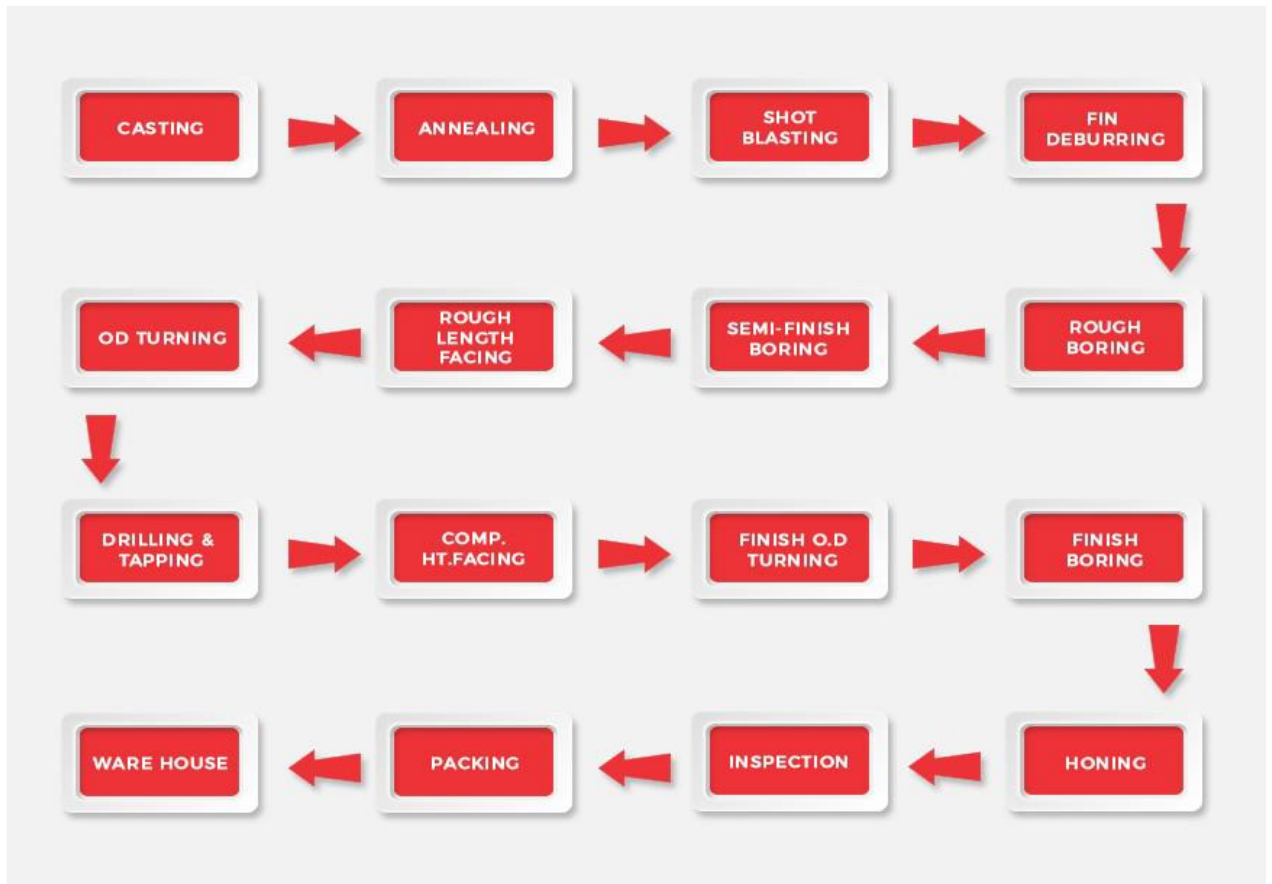 CASTING
ANNEALING
SHOT
BLASTING
FIN
DEBURRING
OD TURNING
ROUGH
LENGTH
FACING
SEMI-FINISH
BORING
ROUGH
BORING
DRILLING &
TAPPING
COMP.
HT.FACING
FINISH O.D
TURNING
FINISH
BORING
WARE HOUSE
PACKING
INSPECTION
HONING